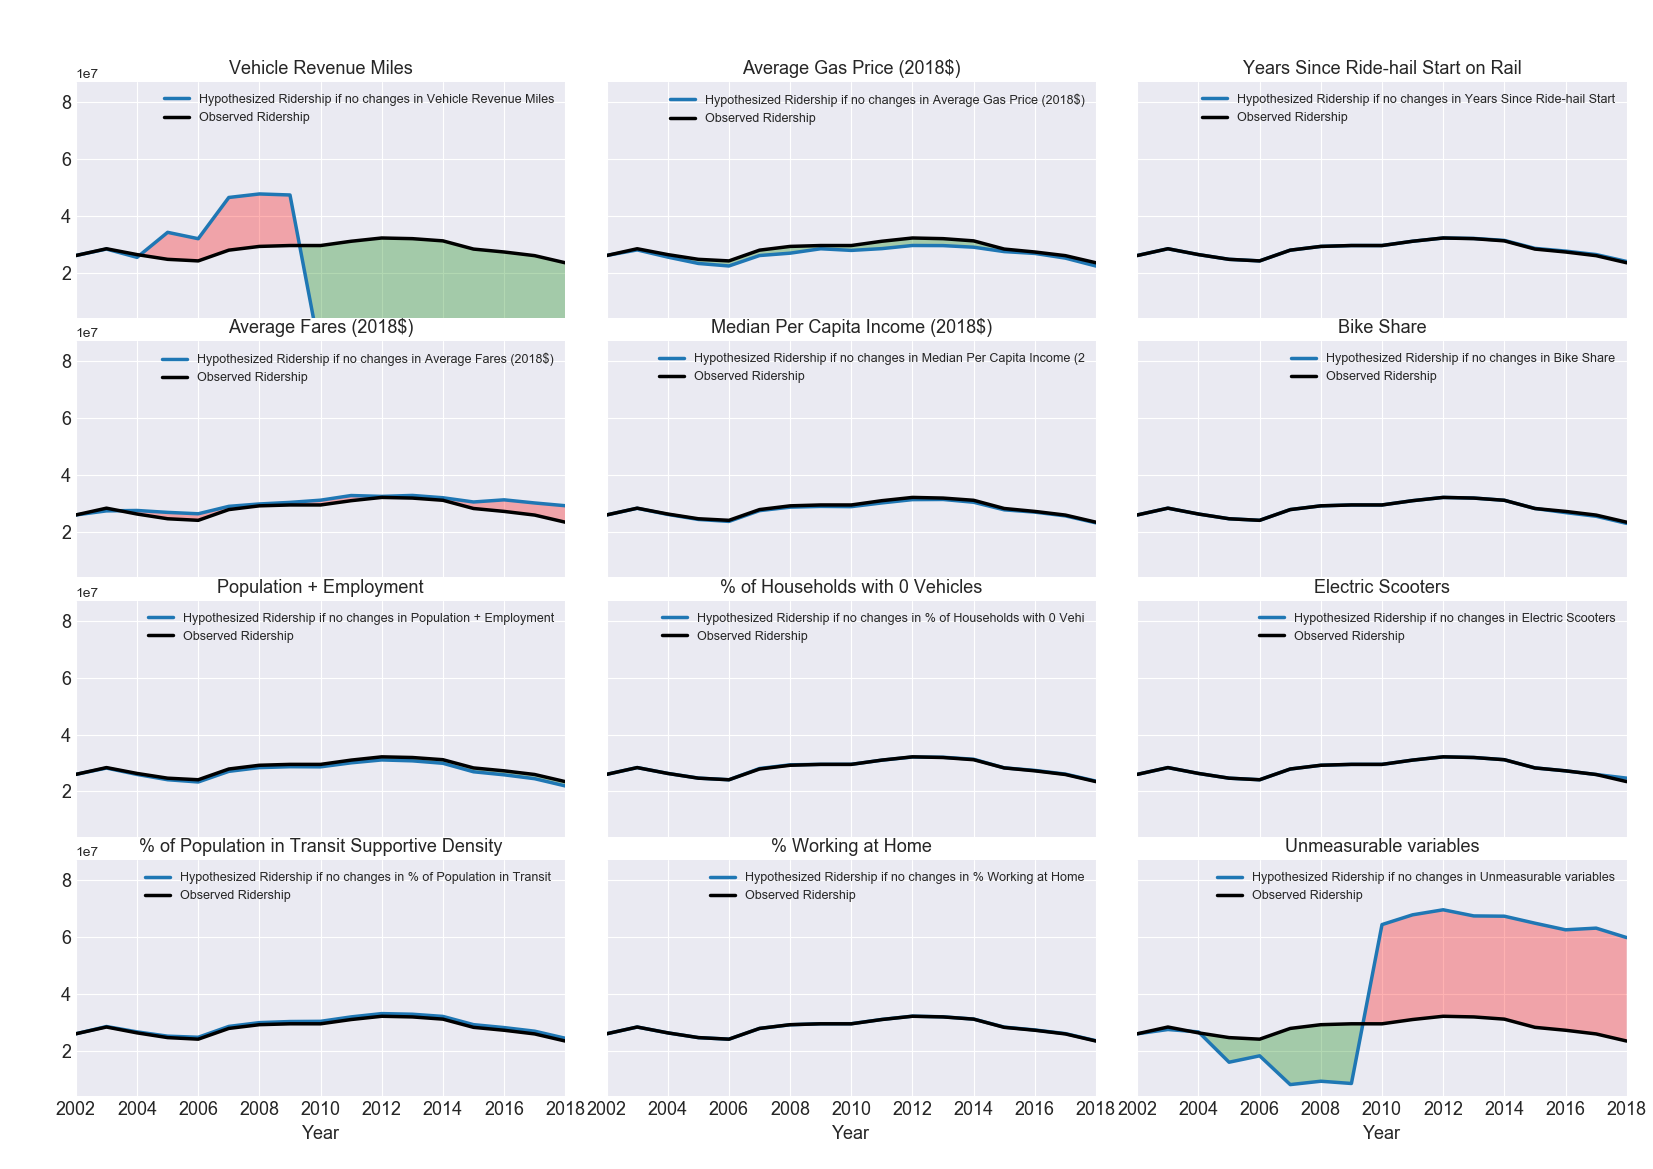 Vehicle Revenue Miles
1e7
8
6
4
2
Hypothesized Ridership if no changes in Vehicle Revenue Miles
Observed Ridership
Average Gas Price (2018$)
Hypothesized Ridership if no changes in Average Gas Price (2018$)
Observed Ridership
Years Since Ride-hail Start on Rail
Hypothesized Ridership if no changes in Years Since Ride-hail Start
Observed Ridership
Average Fares (2018$)
1e7
8
6
4
2
Hypothesized Ridership if no changes in Average Fares (2018$)
Observed Ridership
Median Per Capita Income (2018$)
Hypothesized Ridership if no changes in Median Per Capita Income (2
Observed Ridership
Bike Share
Hypothesized Ridership if no changes in Bike Share
Observed Ridership
Population + Employment
1e7
8
6
4
2
Hypothesized Ridership if no changes in Population + Employment
Observed Ridership
% of Households with 0 Vehicles
Hypothesized Ridership if no changes in % of Households with 0 Vehi
Observed Ridership
Electric Scooters
Hypothesized Ridership if no changes in Electric Scooters
Observed Ridership
% of Population in Transit Supportive Density
1e7
8
6
4
2
Hypothesized Ridership if no changes in % of Population in Transit
Observed Ridership
2002 2004 2006 2008 2010 2012 2014 2016 2018
Year
% Working at Home
Hypothesized Ridership if no changes in % Working at Home
Observed Ridership
2002 2004 2006 2008 2010 2012 2014 2016 2018
Year
Unmeasurable variables
Hypothesized Ridership if no changes in Unmeasurable variables
Observed Ridership
2002 2004 2006 2008 2010 2012 2014 2016 2018
Year